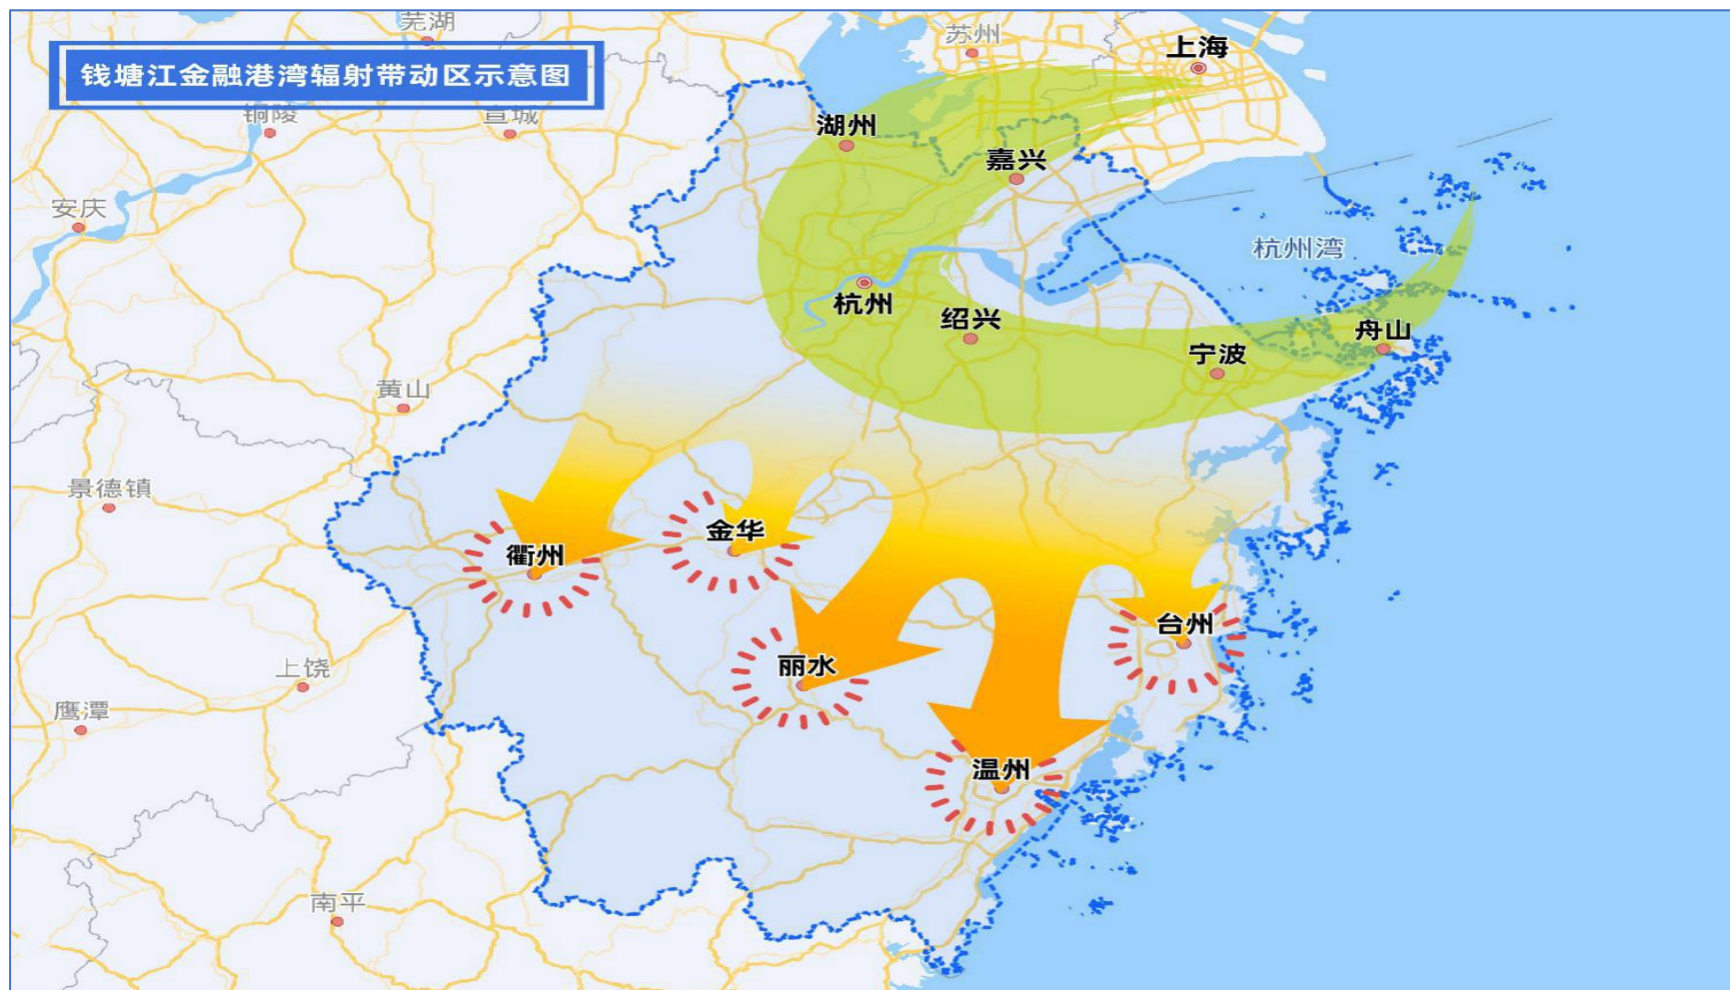 芜湖
苏州
上海
钱塘江金融港湾辐射带动区示意图
铜陵
宣城
湖州
嘉兴
安庆
杭州湾
杭州
绍兴
舟山
宁波
黄山
景德镇
金华
衢州
台州
丽水
上饶
鹰潭
温州
南平